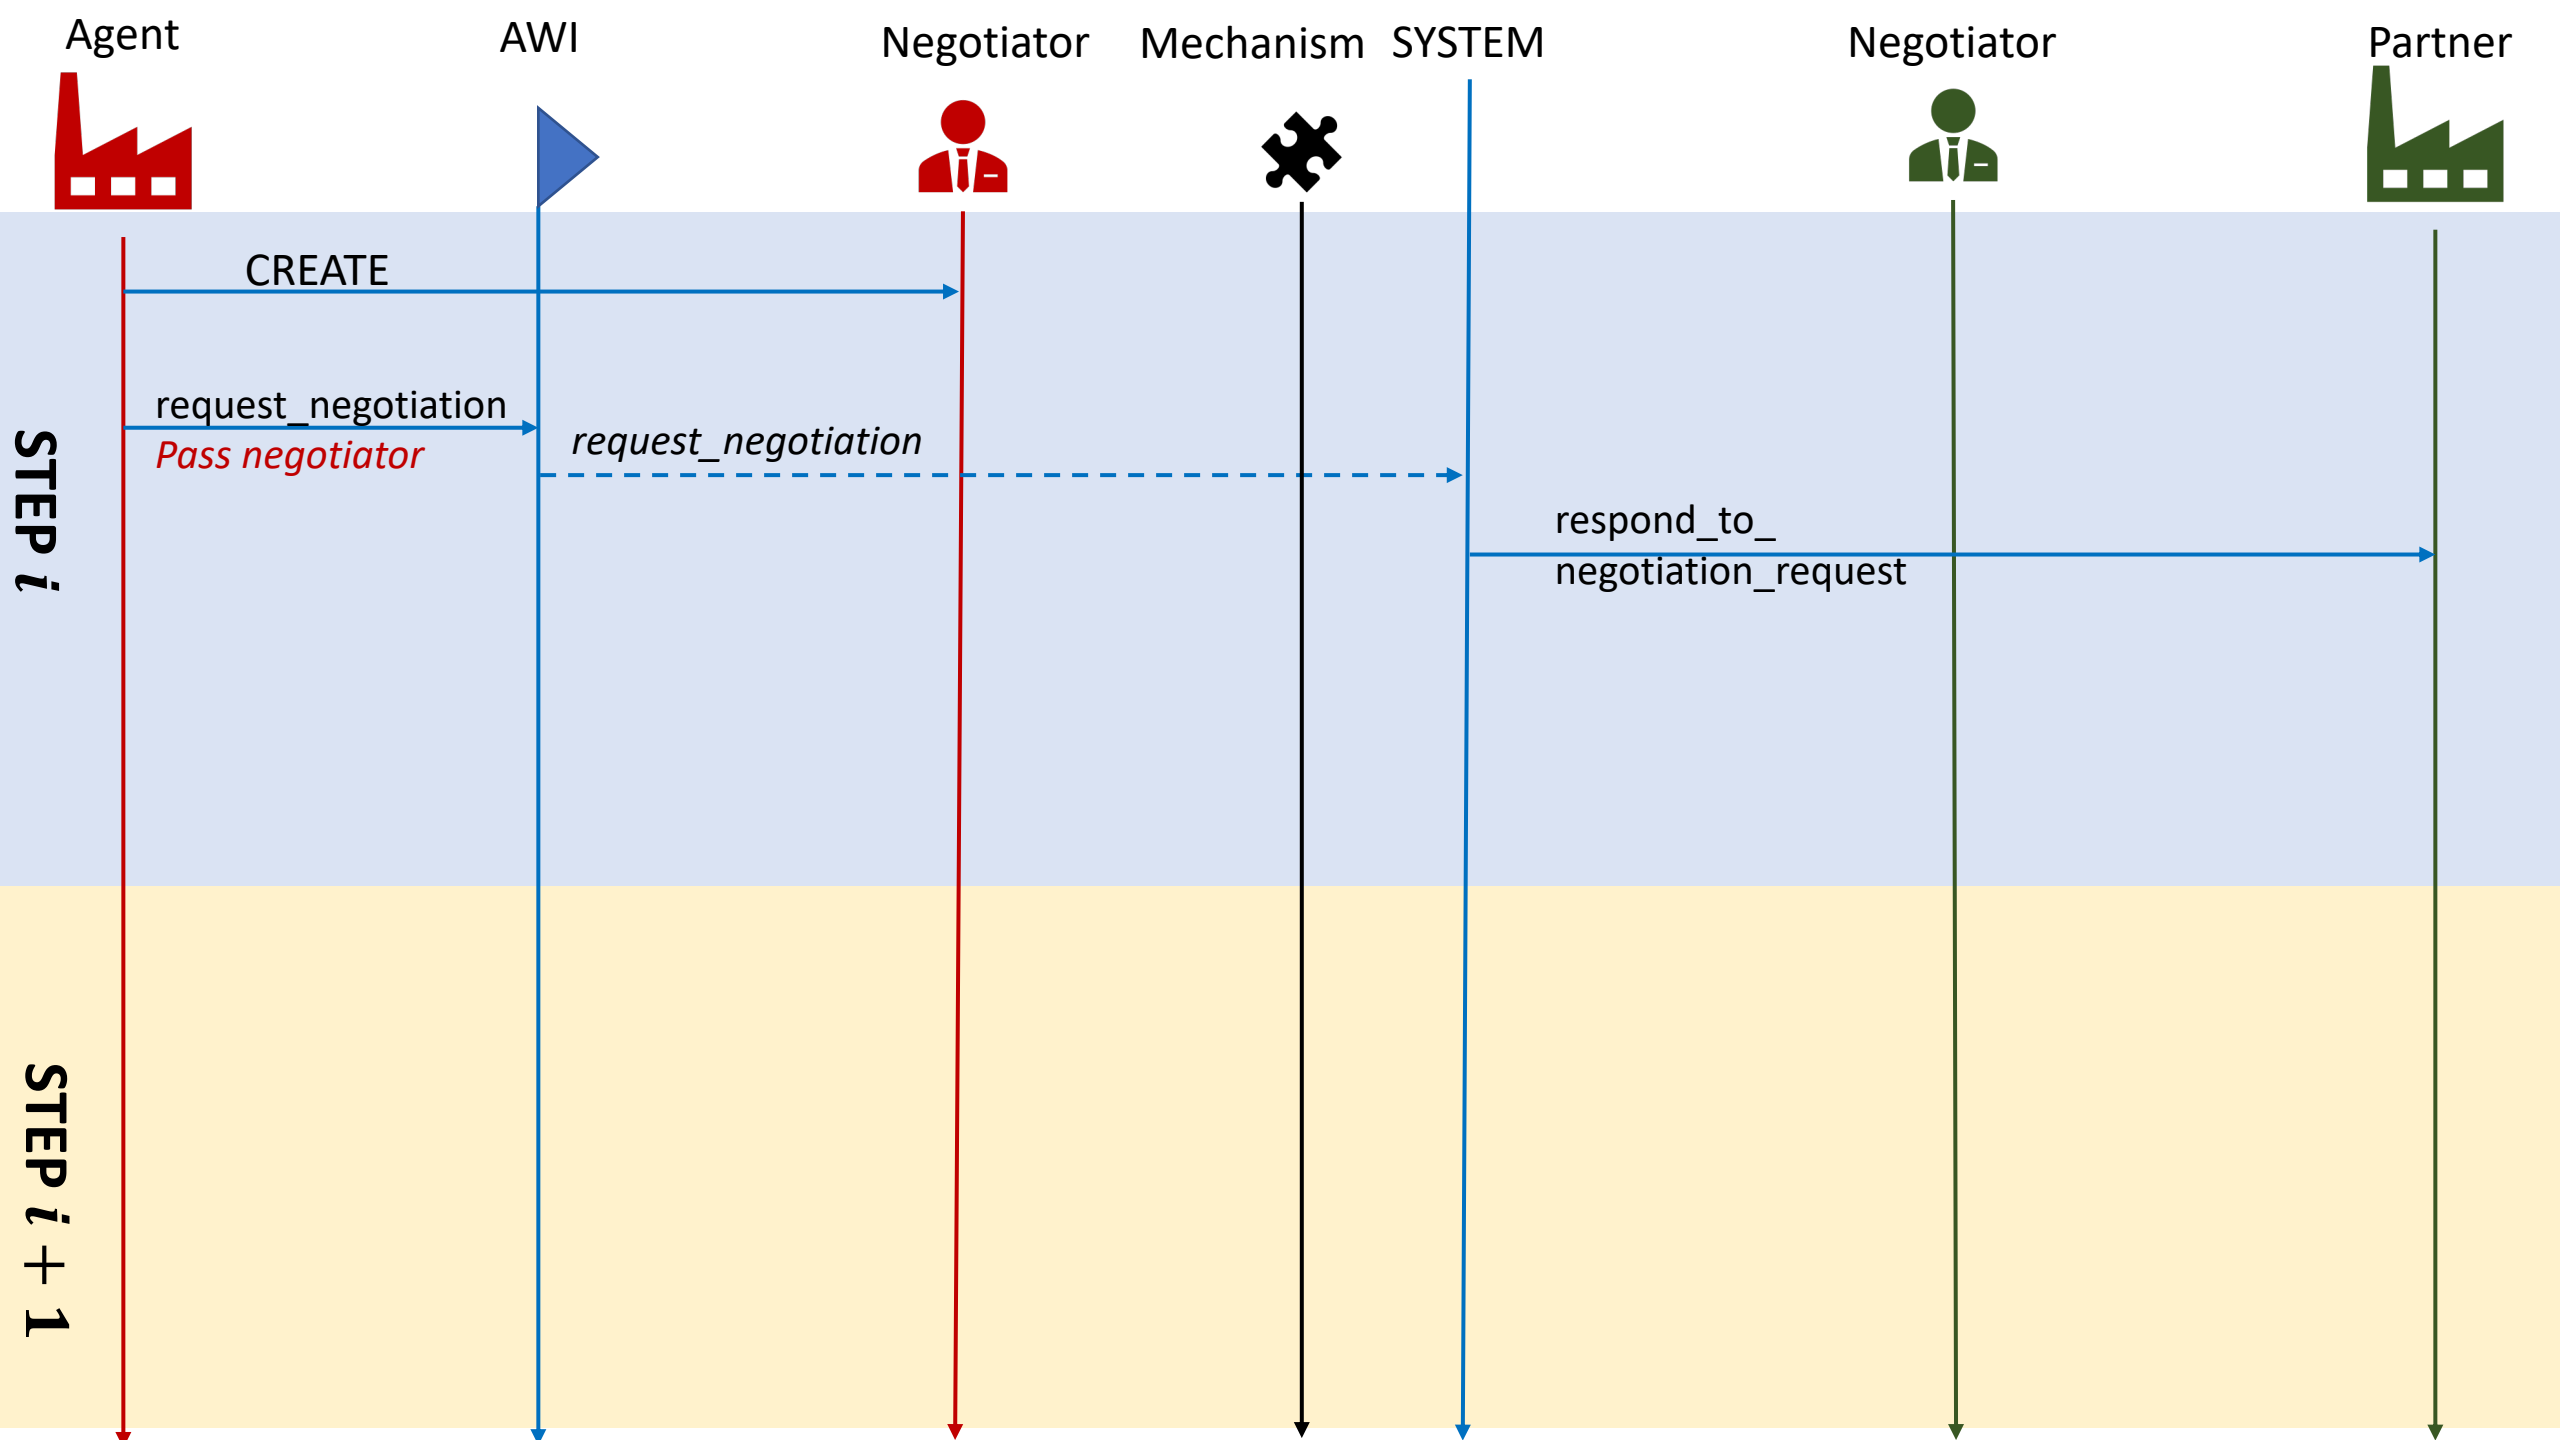 Agent
AWI
Negotiator
Mechanism
SYSTEM
Negotiator
Partner
CREATE
request_negotiation
Pass negotiator
request_negotiation
respond_to_
negotiation_request
STEP i
STEP i + 1